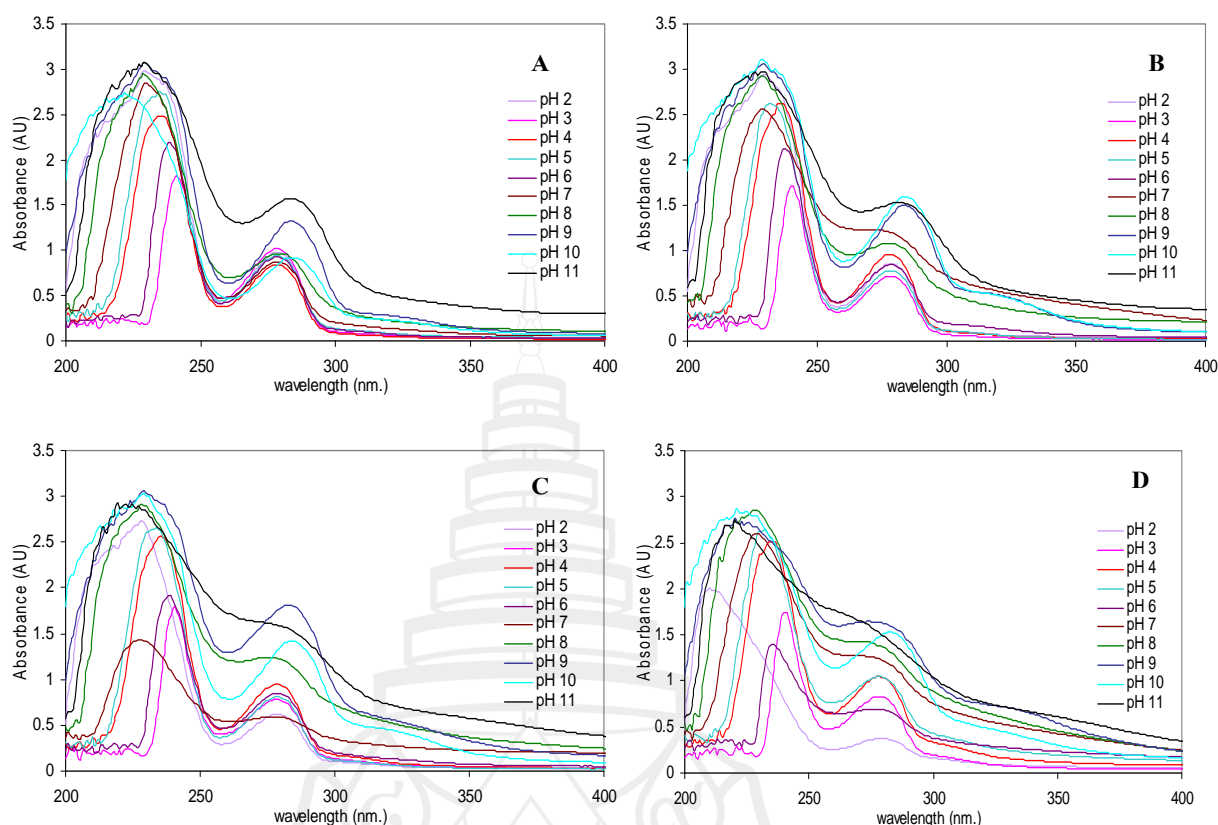 3.5
3
2.5
2
1.5
1
0.5
0
200 250 300 350 400
Absorbance (AU)
wavelength (nm.)
A
pH 2
pH 3
pH 4
pH 5
pH 6
pH 7
pH 8
pH 9
pH 10
pH 11
3.5
3
2.5
2
1.5
1
0.5
0
200 250 300 350 400
Absorbance (AU)
wavelength (nm.)
B
pH 2
pH 3
pH 4
pH 5
pH 6
pH 7
pH 8
pH 9
pH 10
pH 11
3.5
3
2.5
2
1.5
1
0.5
0
200 250 300 350 400
Absorbance (AU)
wavelength (nm.)
C
pH 2
pH 3
pH 4
pH 5
pH 6
pH 7
pH 8
pH 9
pH 10
pH 11
3.5
3
2.5
2
1.5
1
0.5
0
200 250 300 350 400
Absorbance (AU)
wavelength (nm.)
D
pH 2
pH 3
pH 4
pH 5
pH 6
pH 7
pH 8
pH 9
pH 10
pH 11